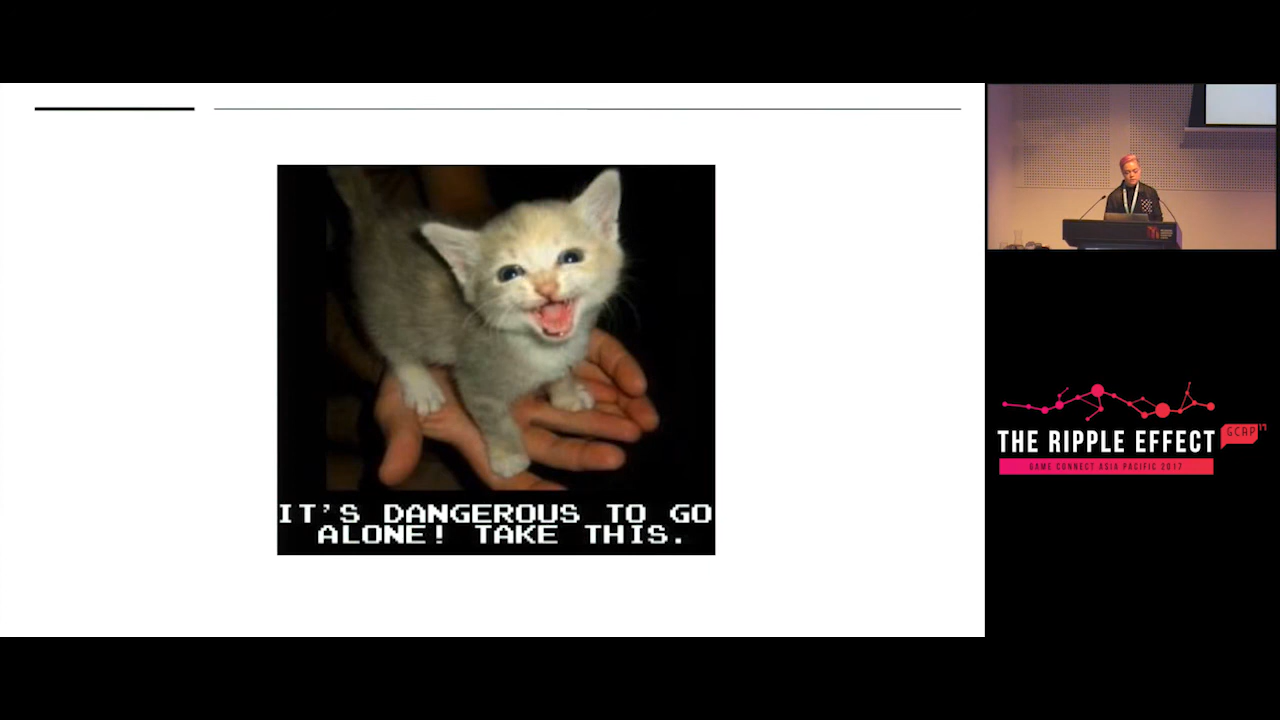 IT'S DANGEROUS TO GO
ALONE! TAKE THIS.
THE RIPPLE EFFECT
GCAP17
GAME CONNECT ASIA PACIFIC 2017